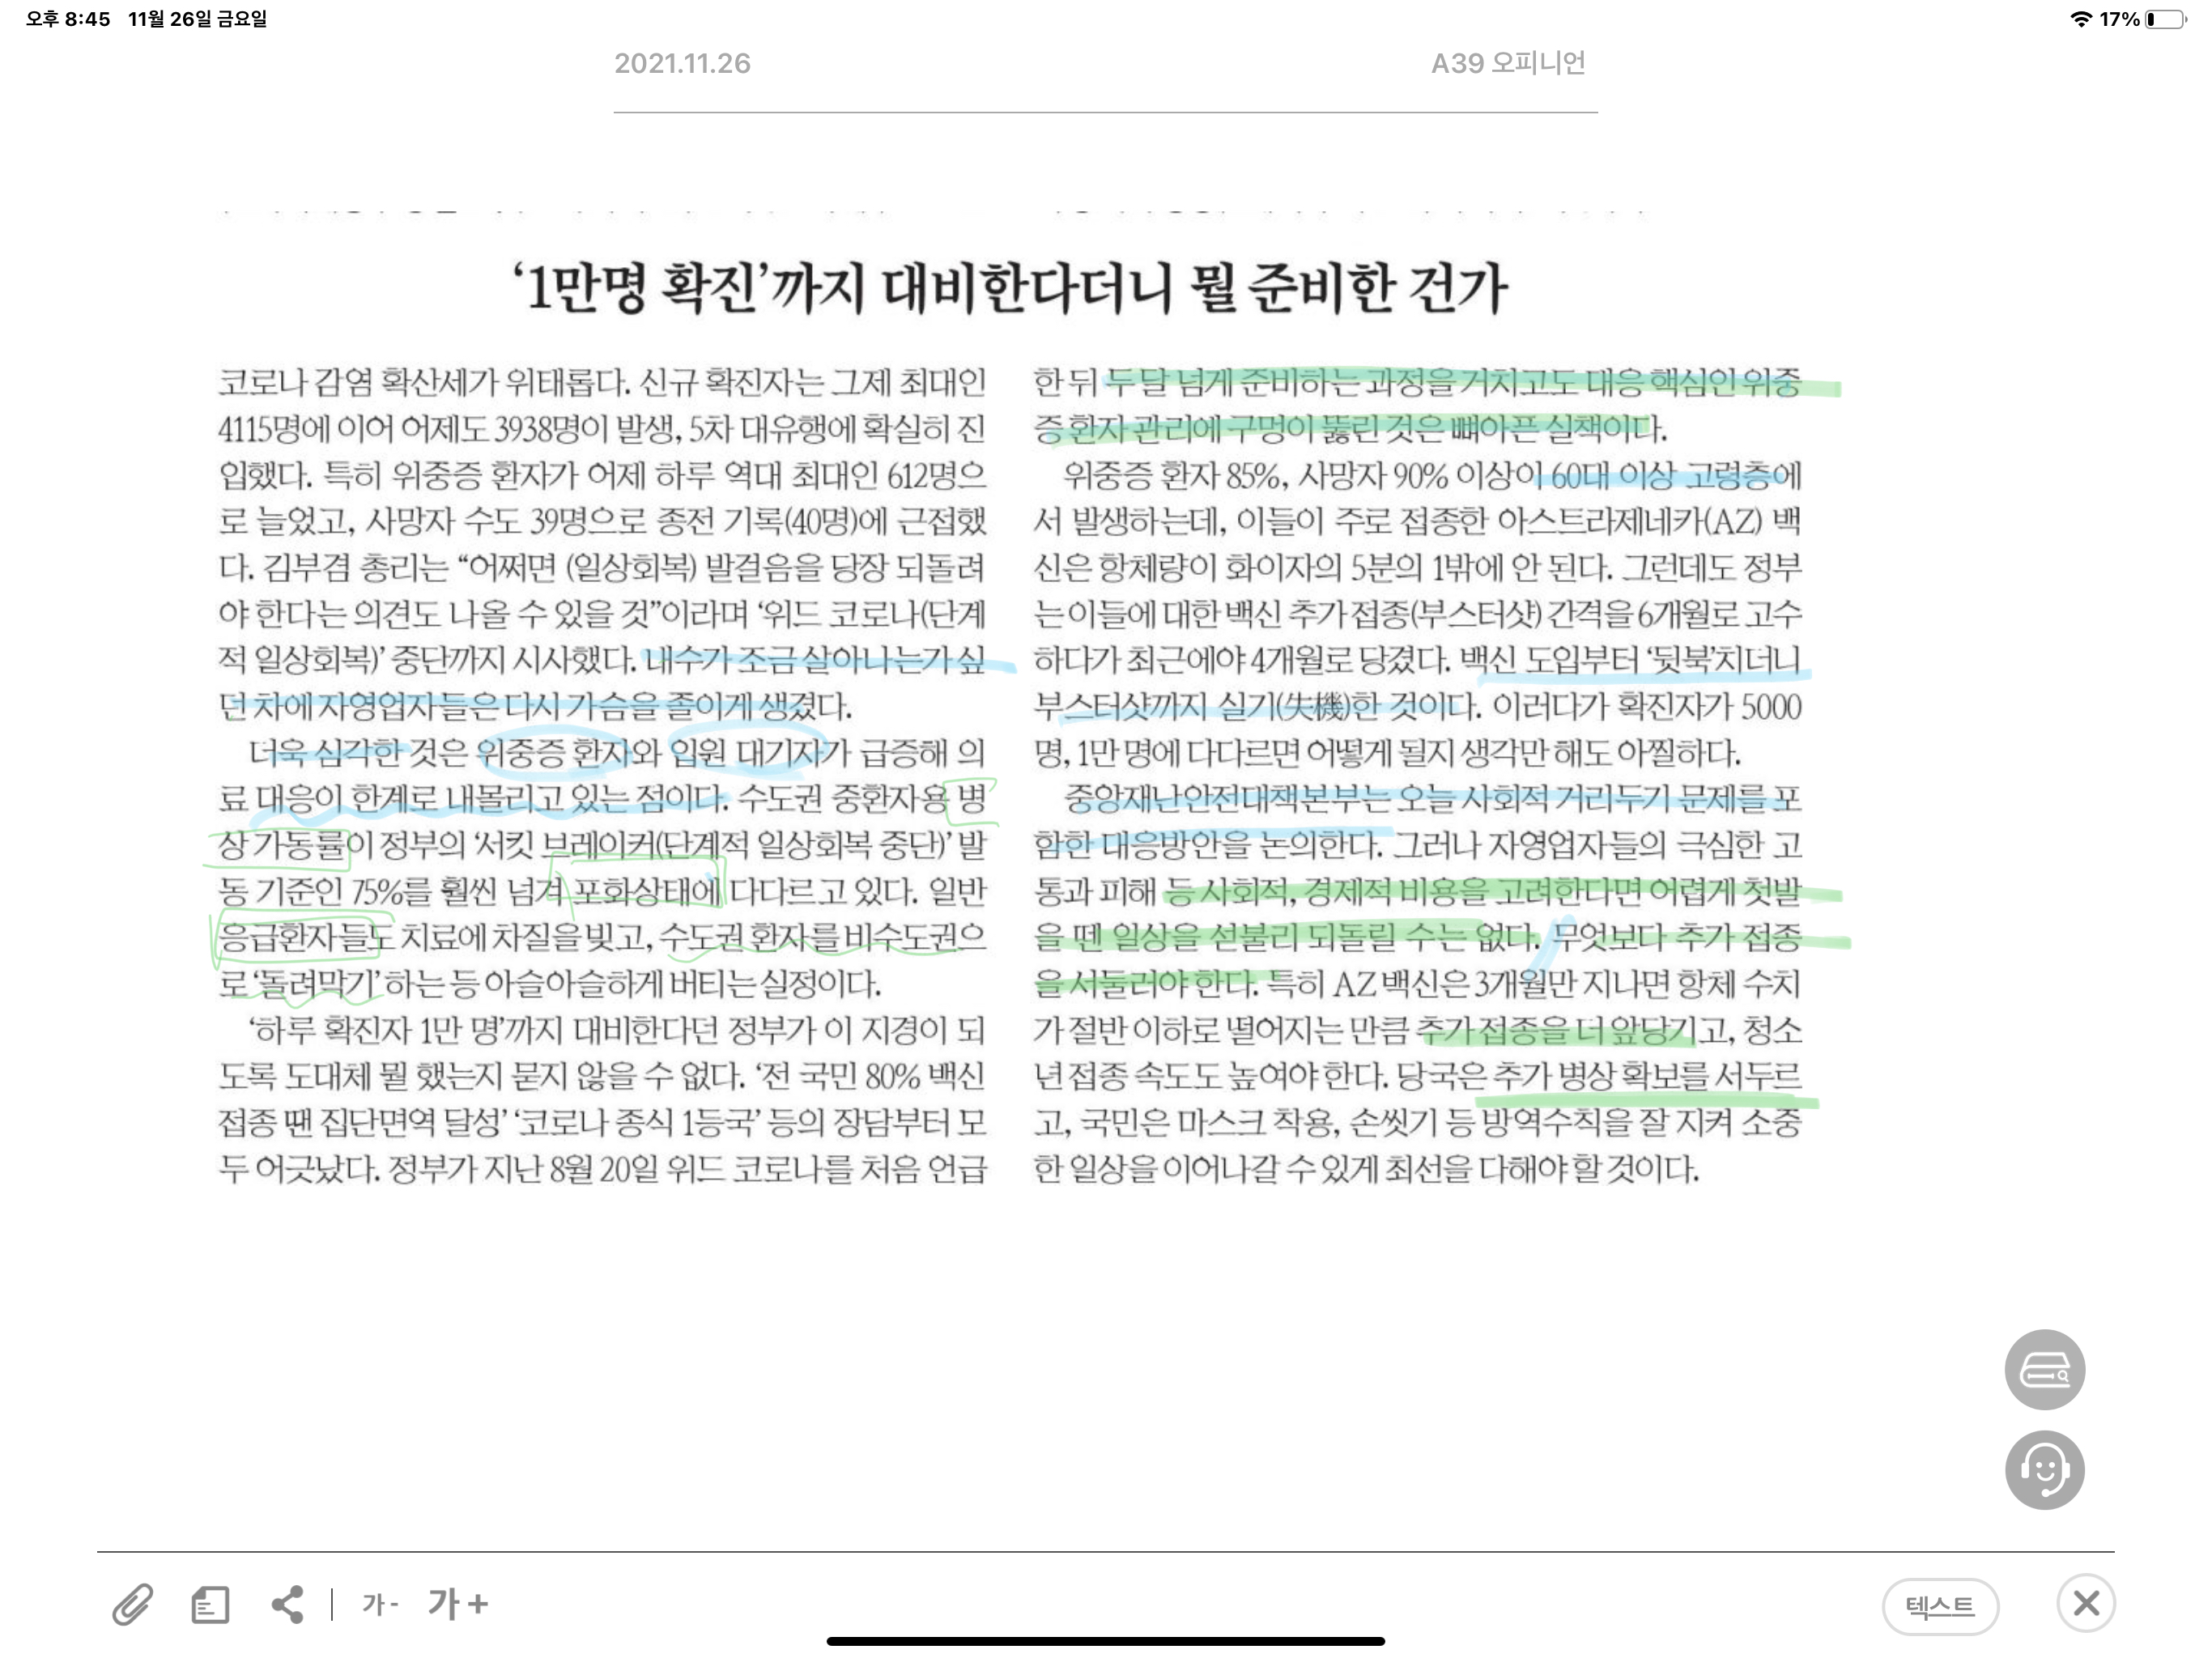 오후 8:45 11월 26일 금요일
17%
2021.11.26
A39 오피니언
‘1만명 확진’까지 대비한다더니 뭘 준비한 건가
코로나 감염 확산세가 위태롭다. 신규 확진자는 그제 최대인
4115명에 이어 어제도 3938명이 발생, 5차 대유행에 확실히 진
입했다. 특히 위중증 환자가 어제 하루 역대 최대인 612명으
로 늘었고, 사망자 수도 39명으로 종전 기록(40명)에 근접했
다. 김부겸 총리는 “어쩌면 (일상회복) 발걸음을 당장 되돌려
야 한다는 의견도 나올 수 있을 것”이라며 ‘위드 코로나(단계
적 일상회복)’ 중단까지 시사했다. 내수가 조금 살아나는가 싶
던 차에 자영업자들은 다시 가슴을 졸이게 생겼다.
더욱 심각한 것은 위중증 환자와 입원 대기자가 급증해 의
료 대응이 한계로 내몰리고 있는 점이다. 수도권 중환자용 병
상 가동률이 정부의 ‘서킷 브레이커(단계적 일상회복 중단)’ 발
동 기준인 75%를 훨씬 넘겨 포화상태에 다다르고 있다. 일반
응급환자들도 치료에 차질을 빚고, 수도권 환자를 비수도권으
로 ‘돌려막기’하는 등 아슬아슬하게 버티는 실정이다.
‘하루 확진자 1만 명’까지 대비한다던 정부가 이 지경이 되
도록 도대체 뭘 했는지 묻지 않을 수 없다. ‘전 국민 80% 백신
접종 땐 집단면역 달성’ ‘코로나 종식 1등국’ 등의 장담부터 모
두 어긋났다. 정부가 지난 8월 20일 위드 코로나를 처음 언급
한 뒤 두 달 넘게 준비하는 과정을 거치고도 대응 핵심인 위중
증 환자 관리에 구멍이 뚫린 것은 뼈아픈 실책이다.
위중증 환자 85%, 사망자 90% 이상이 60대 이상 고령층에
서 발생하는데, 이들이 주로 접종한 아스트라제네카(AZ) 백
신은 항체량이 화이자의 5분의 1밖에 안 된다. 그런데도 정부
는 이들에 대한 백신 추가 접종(부스터샷) 간격을 6개월로 고수
하다가 최근에야 4개월로 당겼다. 백신 도입부터 ‘뒷북’치더니
부스터샷까지 실기(失機)한 것이다. 이러다가 확진자가 5000
명, 1만 명에 다다르면 어떻게 될지 생각만 해도 아찔하다.
중앙재난안전대책본부는 오늘 사회적 거리두기 문제를 포
함한 대응방안을 논의한다. 그러나 자영업자들의 극심한 고
통과 피해 등 사회적, 경제적 비용을 고려한다면 어렵게 첫발
을 뗀 일상을 섣불리 되돌릴 수는 없다. 무엇보다 추가 접종
을 서둘러야 한다. 특히 AZ 백신은 3개월만 지나면 항체 수치
가 절반 이하로 떨어지는 만큼 추가 접종을 더 앞당기고, 청소
년 접종 속도도 높여야 한다. 당국은 추가 병상 확보를 서두르
고, 국민은 마스크 착용, 손씻기 등 방역수칙을 잘 지켜 소중
한 일상을 이어나갈 수 있게 최선을 다해야 할 것이다.
가- 가+ 텍스트